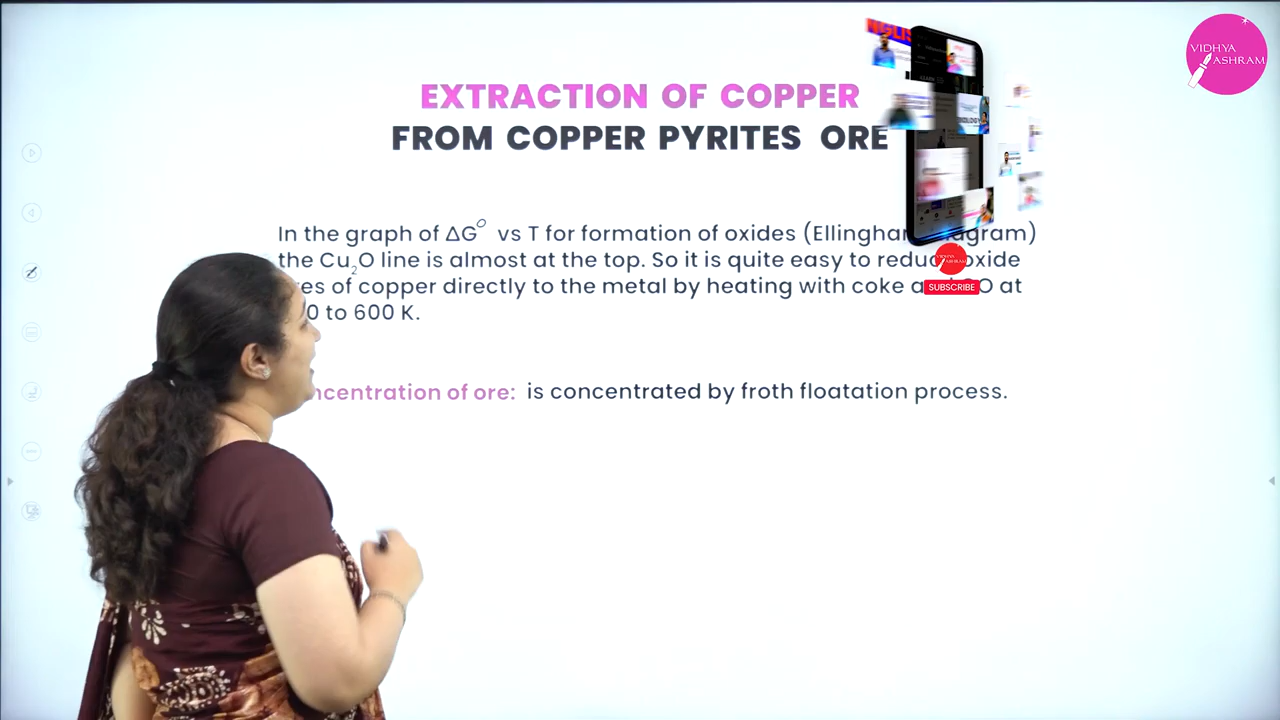 EXTRACTION OF COPPER
FROM COPPER PYRITES ORE
VIDHYA
ASHRAM
In the graph of ΔG° vs T for formation of oxides (Ellingha
the Cu₂O line is almost at the top. So it is quite easy to redu oxide
of copper directly to the metal by heating with coke a O at
0 to 600 K.
SUBSCRIBE
ncentration of ore: is concentrated by froth floatation process.